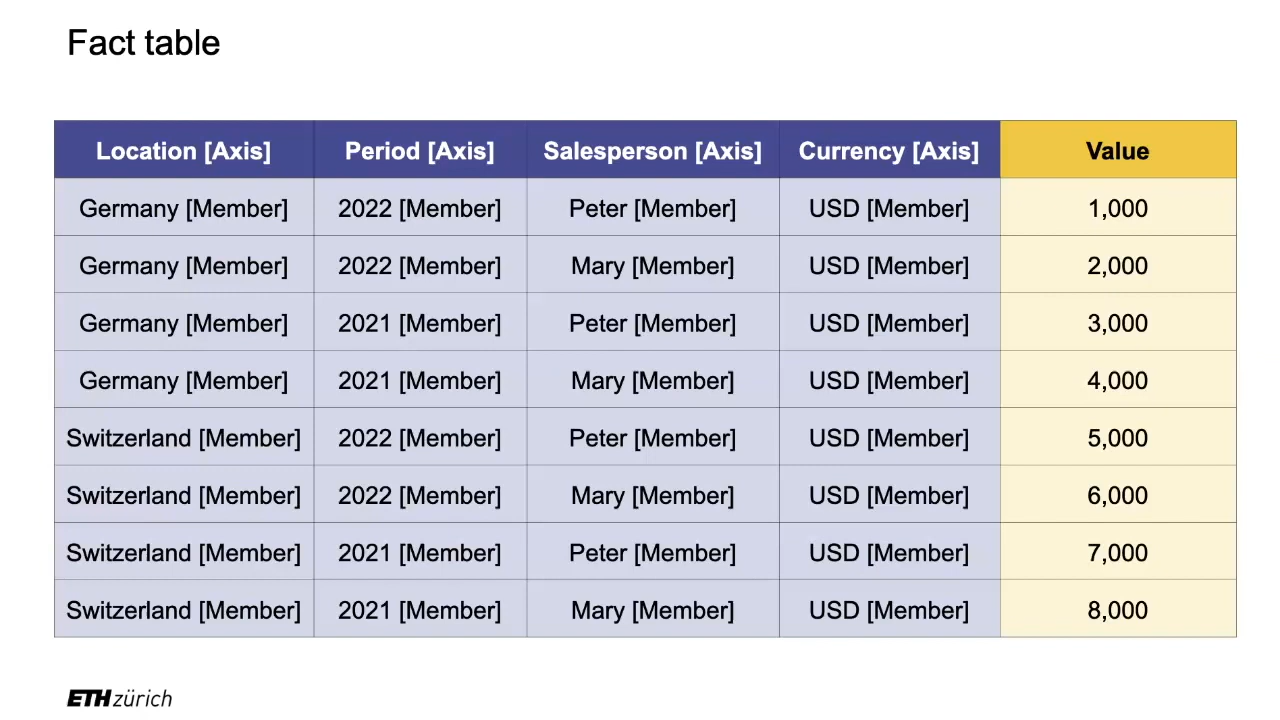 Fact table
Location [Axis] Period [Axis] Salesperson [Axis] Currency [Axis] Value
Germany [Member] 2022 [Member] Peter [Member] USD [Member] 1,000
Germany [Member] 2022 [Member] Mary [Member] USD [Member] 2,000
Germany [Member] 2021 [Member] Peter [Member] USD [Member] 3,000
Germany [Member] 2021 [Member] Mary [Member] USD [Member] 4,000
Switzerland [Member] 2022 [Member] Peter [Member] USD [Member] 5,000
Switzerland [Member] 2022 [Member] Mary [Member] USD [Member] 6,000
Switzerland [Member] 2021 [Member] Peter [Member] USD [Member] 7,000
Switzerland [Member] 2021 [Member] Mary [Member] USD [Member] 8,000
ETH zürich